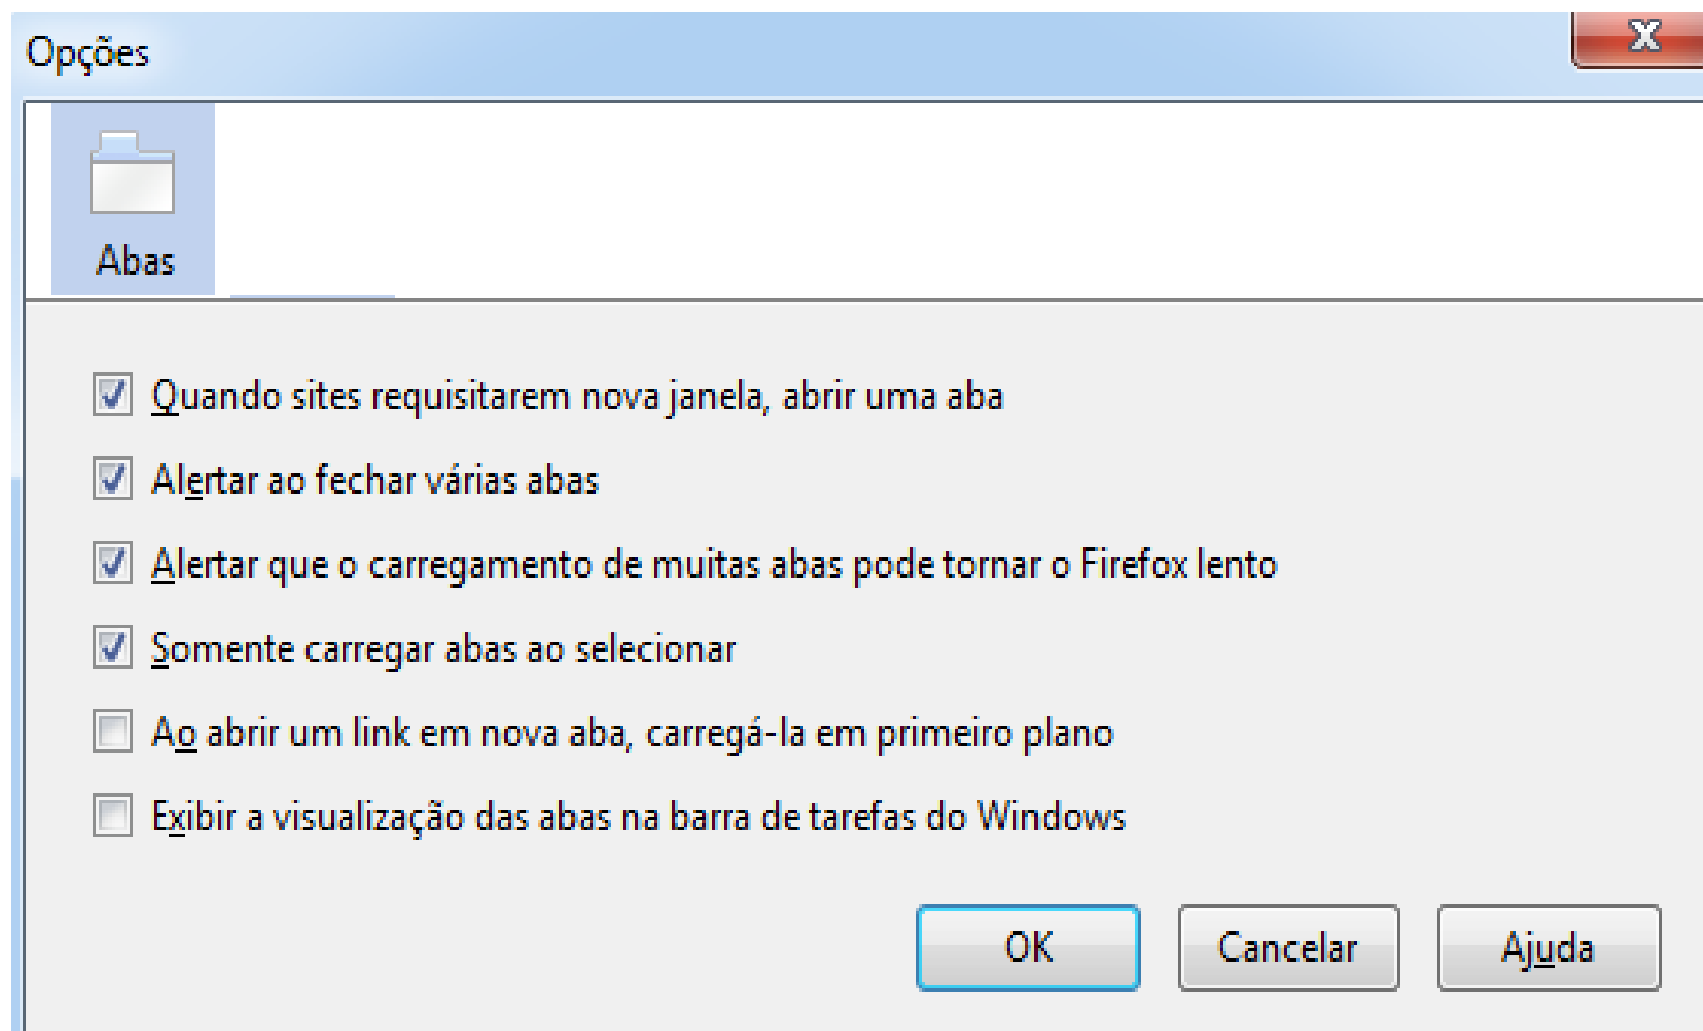 Opções
Abas
Quando sites requisitarem nova janela, abrir uma aba
Alertar ao fechar várias abas
Alertar que o carregamento de muitas abas pode tornar o Firefox lento
Somente carregar abas ao selecionar
Ao abrir um link em nova aba, carregá-la em primeiro plano
Exibir a visualização das abas na barra de tarefas do Windows
OK Cancelar Ajuda